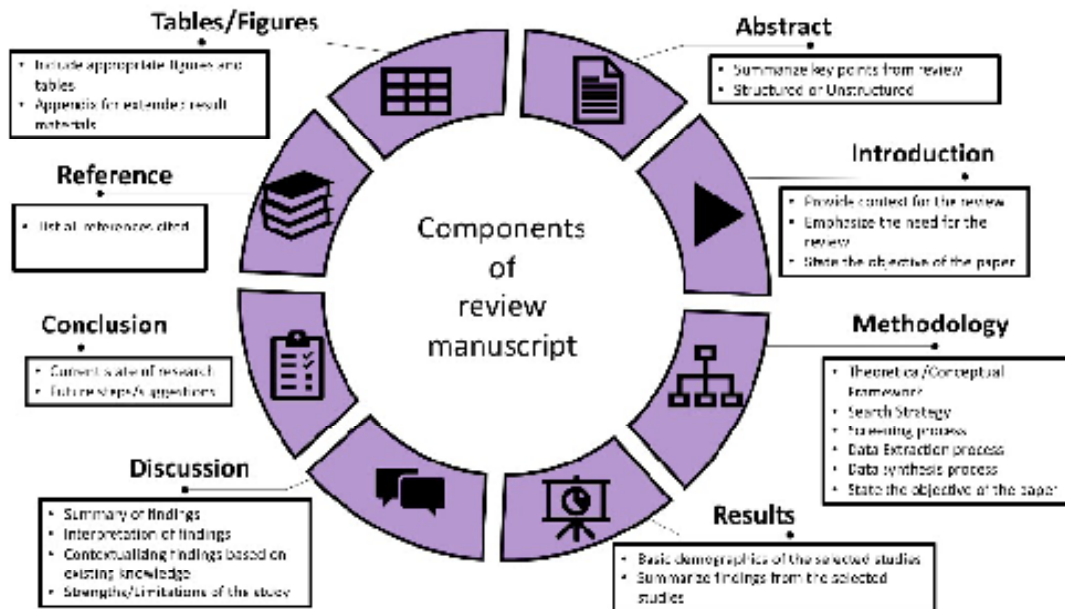 Tables/Figures
Include appropriate figures and
tables
Appendix for extended result
materials
Abstract
Summarize key points from review
Structured or Unstructured
Introduction
Provide context for the review
Emphasize the need for the
review
State the objective of the paper
Methodology
Theoretical/Conceptual
Framework
Search Strategy
Screening process
Data Extraction process
Data synthesis process
State the objective of the paper
Results
Basic demographics of the selected studies
Summarize findings from the selected
studies
Discussion
Summary of findings
Interpretation of findings
Contextualizing findings based on
existing knowledge
Strengths/Limitations of the study
Conclusion
Current state of research
Future steps/suggestions
Reference
List all references cited
Components
of
review
manuscript